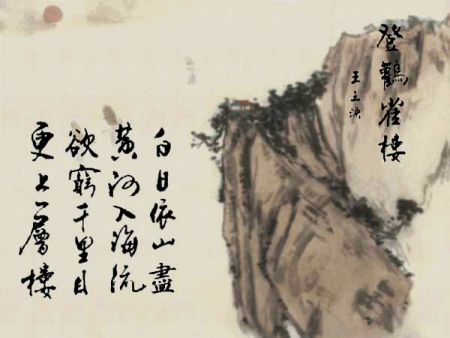 登鸛雀樓
王之渙
白日依山盡
黃河入海流
欲窮千里目
更上一層樓